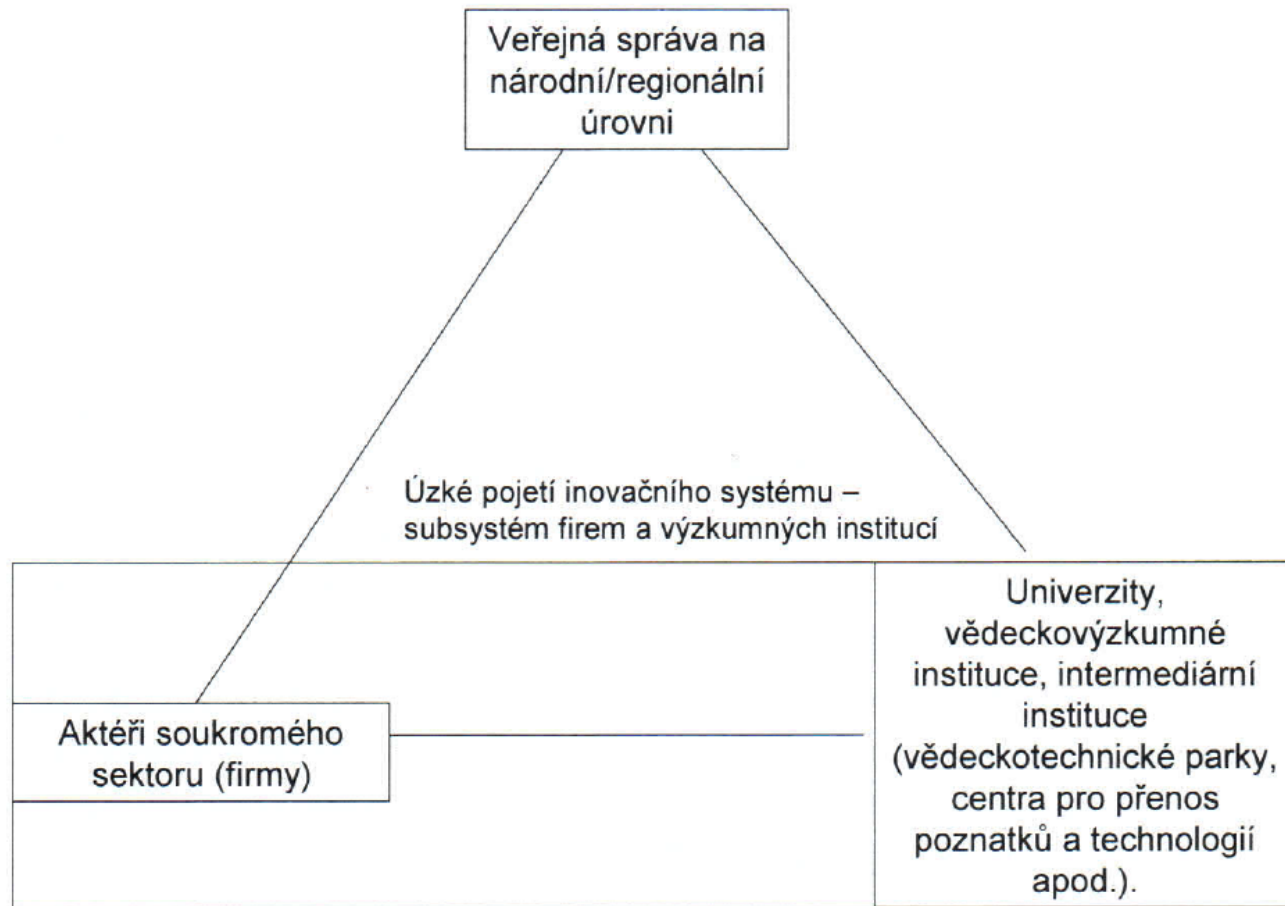 Veřejná správa na
národní/regionální
úrovni
Úzké pojetí inovačního systému –
subsystém firem a výzkumných institucí
Aktéři soukromého
sektoru (firmy)
Univerzity,
vědeckovýzkumné
instituce, intermediární
instituce
(vědeckotechnické parky,
centra pro přenos
poznatků a technologií
apod.).